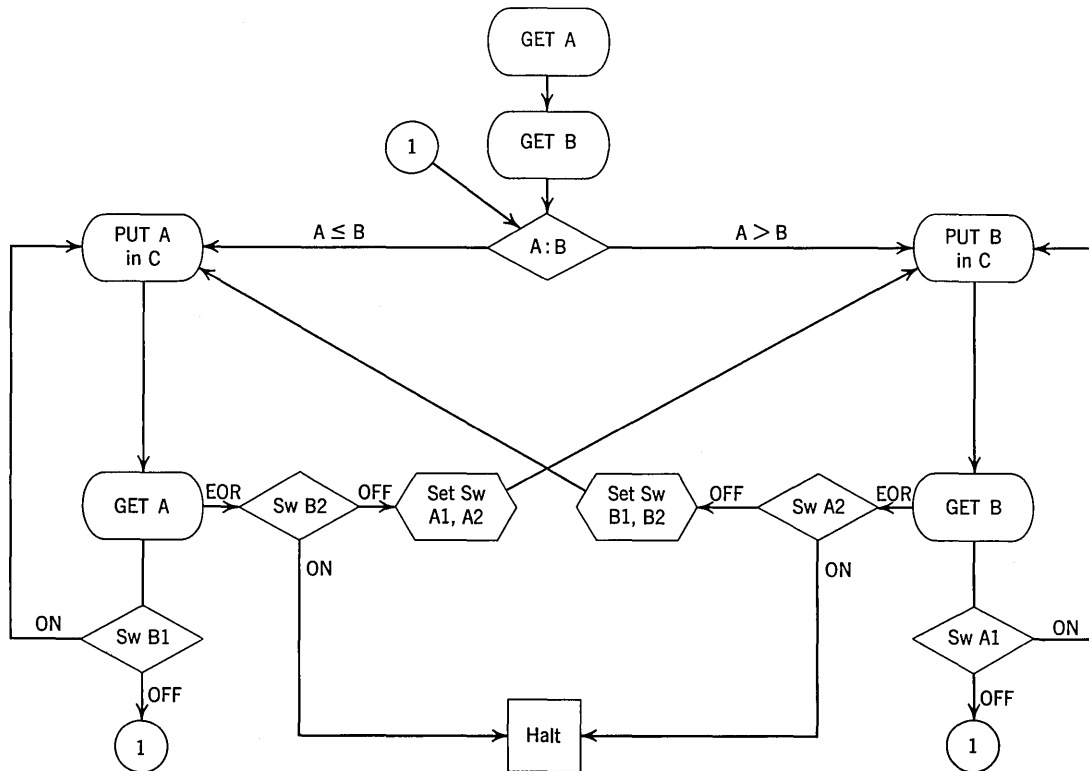 GET A
GET B
1
A ≤ B
A : B
A > B
PUT A
in C
PUT B
in C
GET A
EOR
Sw B2
OFF
Set Sw
A1, A2
Set Sw
B1, B2
OFF
Sw A2
EOR
GET B
ON
ON
ON
Sw B1
Sw A1
ON
OFF
OFF
1
Halt
1